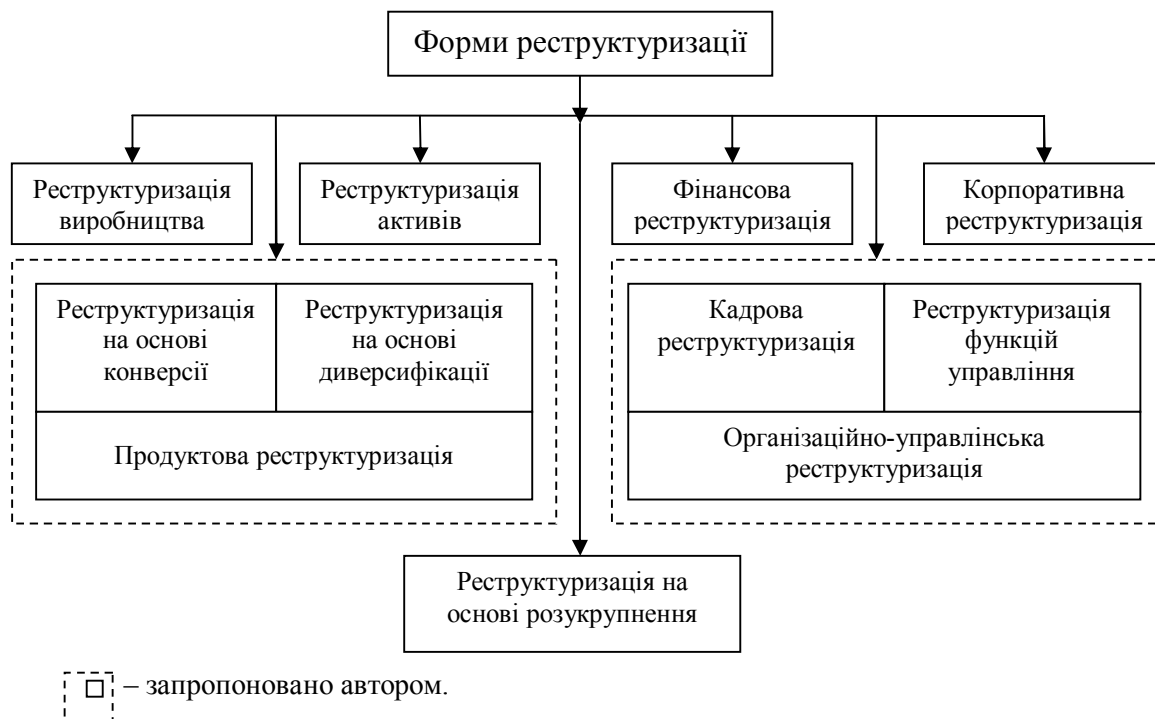 Форми реструктуризації
Реструктуризація
виробництва
Реструктуризація
активів
Фінансова
реструктуризація
Корпоративна
реструктуризація
Реструктуризація
на основі
конверсії
Реструктуризація
на основі
диверсифікації
Продуктова реструктуризація
Кадрова
реструктуризація
Реструктуризація
функцій
управління
Організаційно-управлінська
реструктуризація
Реструктуризація на
основі розукрупнення
– запропоновано автором.